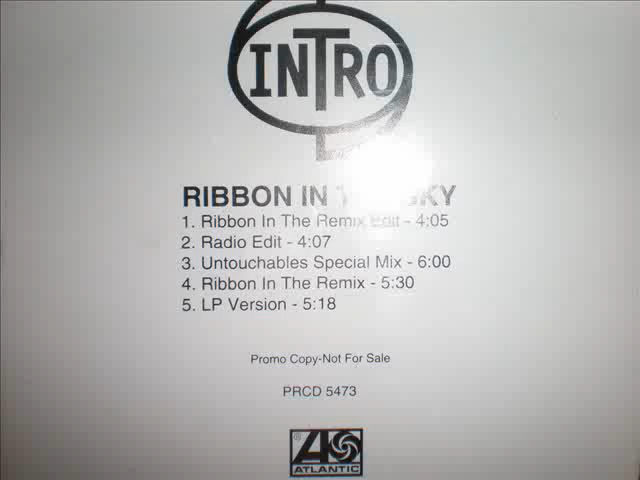 INTRO
RIBBON IN THE SKY
1. Ribbon In The Remix Edit - 4:05
2. Radio Edit - 4:07
3. Untouchables Special Mix - 6:00
4. Ribbon In The Remix - 5:30
5. LP Version - 5:18
Promo Copy-Not For Sale
PRCD 5473
ATLANTIC